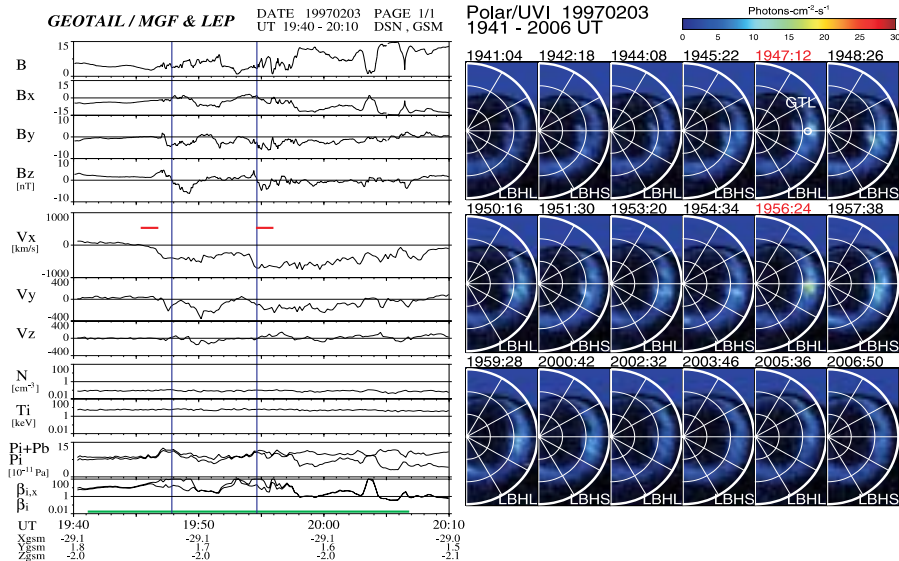 GEOTAIL / MGF & LEP
DATE 19970203 PAGE 1/1
UT 19:40 - 20:10 DSN , GSM
B
15
0
Bx
15
0
-15
By
10
0
-10
Bz
[nT]
10
0
-10
Vx
[km/s]
1000
0
-1000
Vy
400
0
-400
Vz
400
0
-400
N
[cm-3]
100
1
0.01
Ti
[keV]
100
1
0.01
Pi+Pb
Pi
[10-11 Pa]
15
0
βi,x
βi
100
1
0.01
UT 19:40 19:50 20:00 20:10
Xgsm -29.1 -29.1 -29.1 -29.0
Ygsm 1.8 1.7 1.6 1.5
Zgsm -2.0 -2.0 -2.0 -2.1
Polar/UVI 19970203
1941 - 2006 UT
Photons-cm-2-s-1
0 10 20 30
1941:04 1942:18 1944:08 1945:22 1947:12 1948:26
GTL
LBHL LBHL LBHS LBHS LBHL LBHS
1950:16 1951:30 1953:20 1954:34 1956:24 1957:38
LBHL LBHS LBHL LBHS LBHL LBHS
1959:28 2000:42 2002:32 2003:46 2005:36 2006:50
LBHL LBHS LBHL LBHS LBHL LBHS